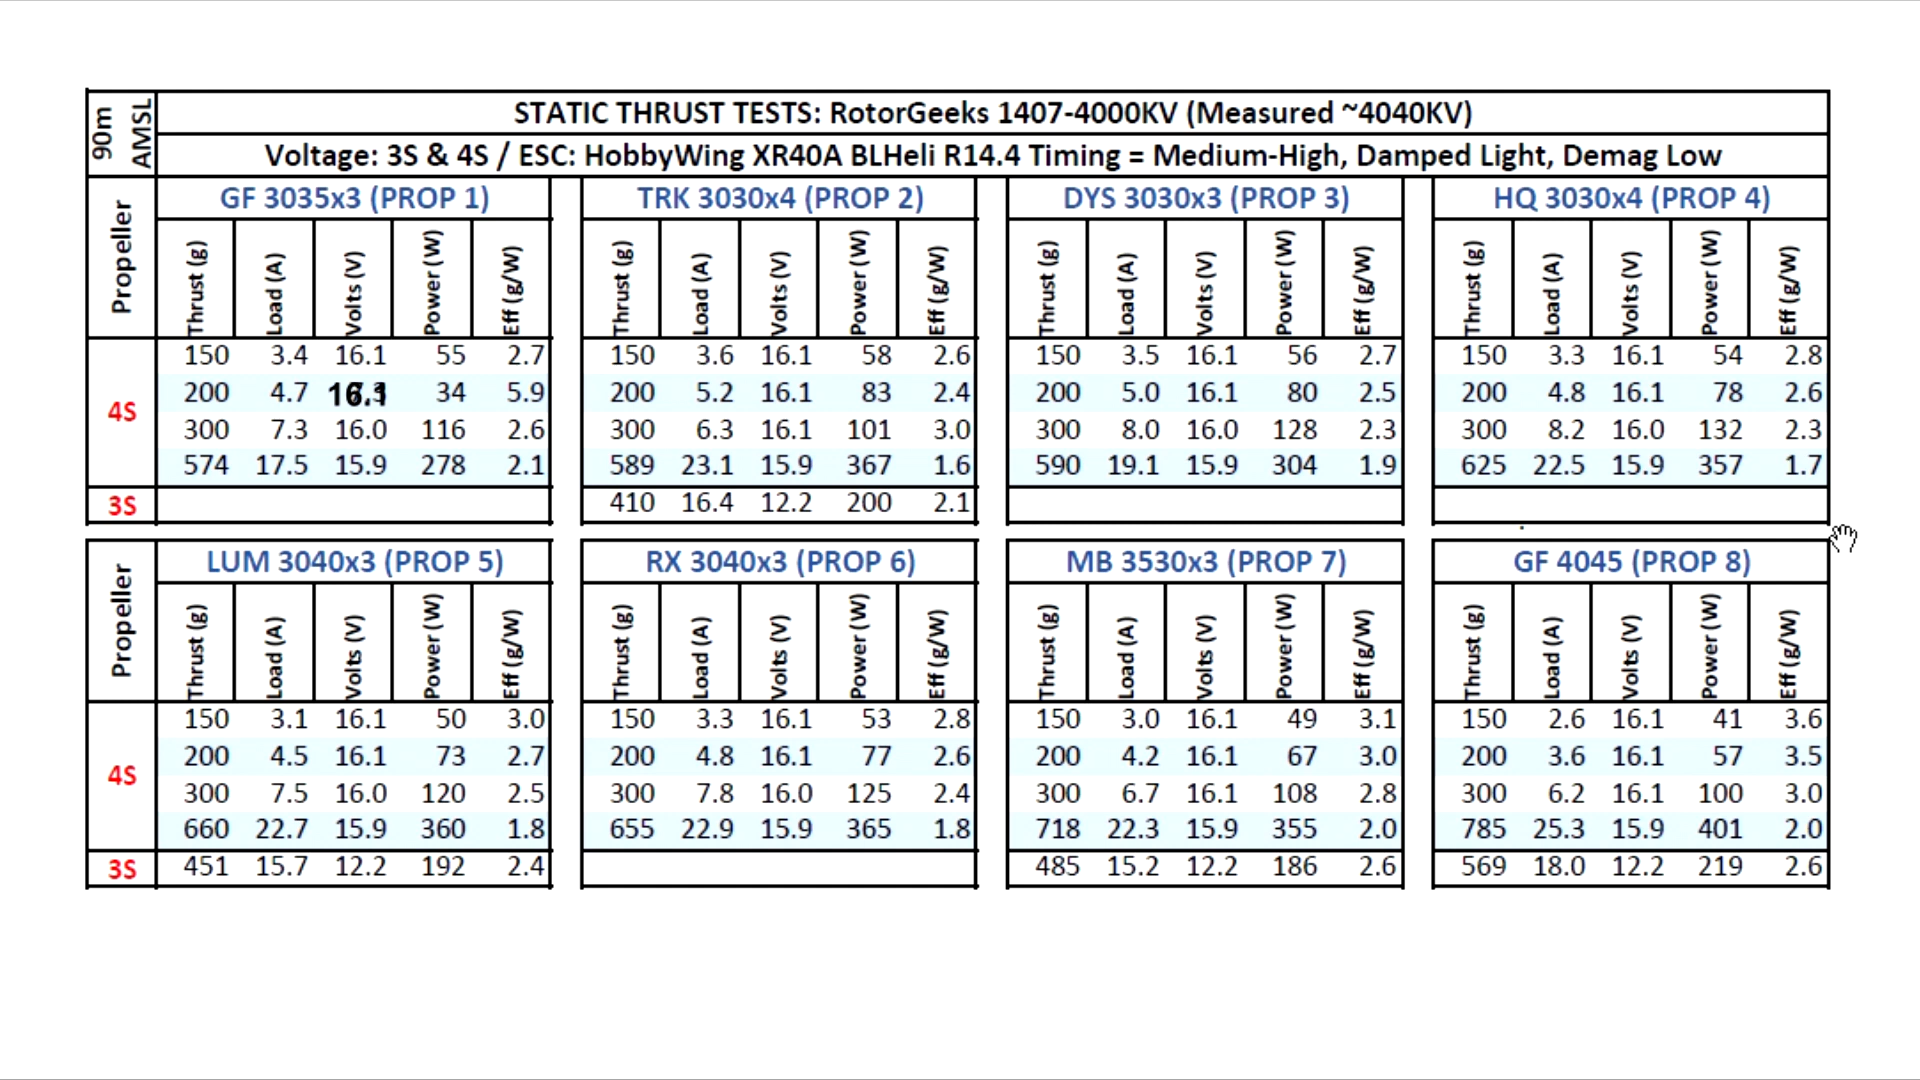 90m AMSL
STATIC THRUST TESTS: RotorGeeks 1407-4000KV (Measured ~4040KV)
Voltage: 3S & 4S / ESC: HobbyWing XR40A BLHeli R14.4 Timing = Medium-High, Damped Light, Demag Low
Propeller
GF 3035x3 (PROP 1) TRK 3030x4 (PROP 2) DYS 3030x3 (PROP 3) HQ 3030x4 (PROP 4)
Thrust (g) Load (A) Volts (V) Power (W) Eff (g/W) Thrust (g) Load (A) Volts (V) Power (W) Eff (g/W) Thrust (g) Load (A) Volts (V) Power (W) Eff (g/W) Thrust (g) Load (A) Volts (V) Power (W) Eff (g/W)
4S
150 3.4 16.1 55 2.7 150 3.6 16.1 58 2.6 150 3.5 16.1 56 2.7 150 3.3 16.1 54 2.8
200 4.7 16.1 34 5.9 200 5.2 16.1 83 2.4 200 5.0 16.1 80 2.5 200 4.8 16.1 78 2.6
300 7.3 16.0 116 2.6 300 6.3 16.1 101 3.0 300 8.0 16.0 128 2.3 300 8.2 16.0 132 2.3
574 17.5 15.9 278 2.1 589 23.1 15.9 367 1.6 590 19.1 15.9 304 1.9 625 22.5 15.9 357 1.7
3S 410 16.4 12.2 200 2.1
Propeller
LUM 3040x3 (PROP 5) RX 3040x3 (PROP 6) MB 3530x3 (PROP 7) GF 4045 (PROP 8)
Thrust (g) Load (A) Volts (V) Power (W) Eff (g/W) Thrust (g) Load (A) Volts (V) Power (W) Eff (g/W) Thrust (g) Load (A) Volts (V) Power (W) Eff (g/W) Thrust (g) Load (A) Volts (V) Power (W) Eff (g/W)
4S
150 3.1 16.1 50 3.0 150 3.3 16.1 53 2.8 150 3.0 16.1 49 3.1 150 2.6 16.1 41 3.6
200 4.5 16.1 73 2.7 200 4.8 16.1 77 2.6 200 4.2 16.1 67 3.0 200 3.6 16.1 57 3.5
300 7.5 16.0 120 2.5 300 7.8 16.0 125 2.4 300 6.7 16.1 108 2.8 300 6.2 16.1 100 3.0
660 22.7 15.9 360 1.8 655 22.9 15.9 365 1.8 718 22.3 15.9 355 2.0 785 25.3 15.9 401 2.0
3S 451 15.7 12.2 192 2.4 485 15.2 12.2 186 2.6 569 18.0 12.2 219 2.6